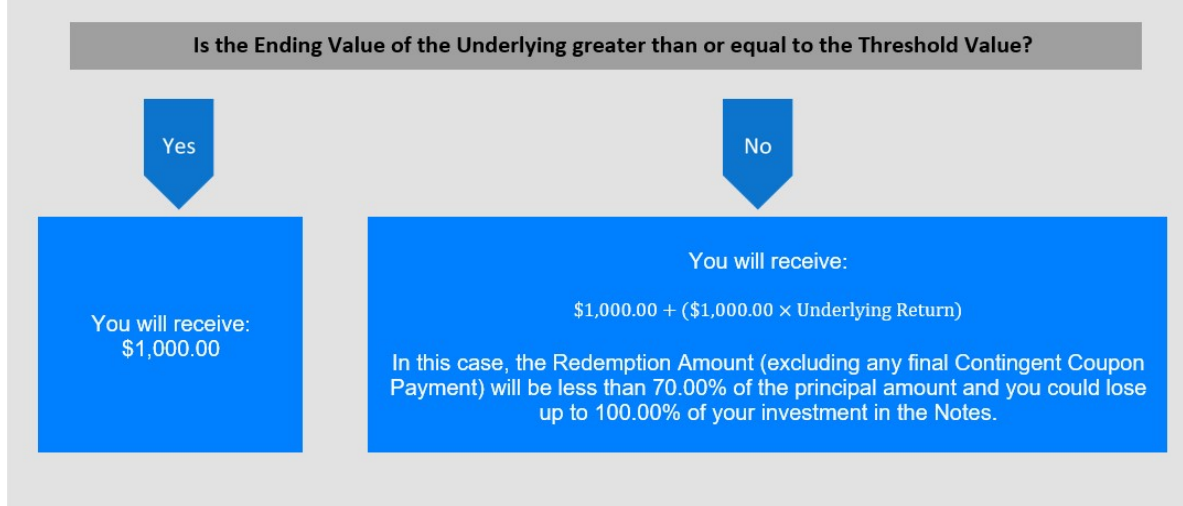 Is the Ending Value of the Underlying greater than or equal to the Threshold Value?
Yes
No
You will receive:
$1,000.00
You will receive:
$1,000.00 + ($1,000.00 × Underlying Return)
In this case, the Redemption Amount (excluding any final Contingent Coupon
Payment) will be less than 70.00% of the principal amount and you could lose
up to 100.00% of your investment in the Notes.